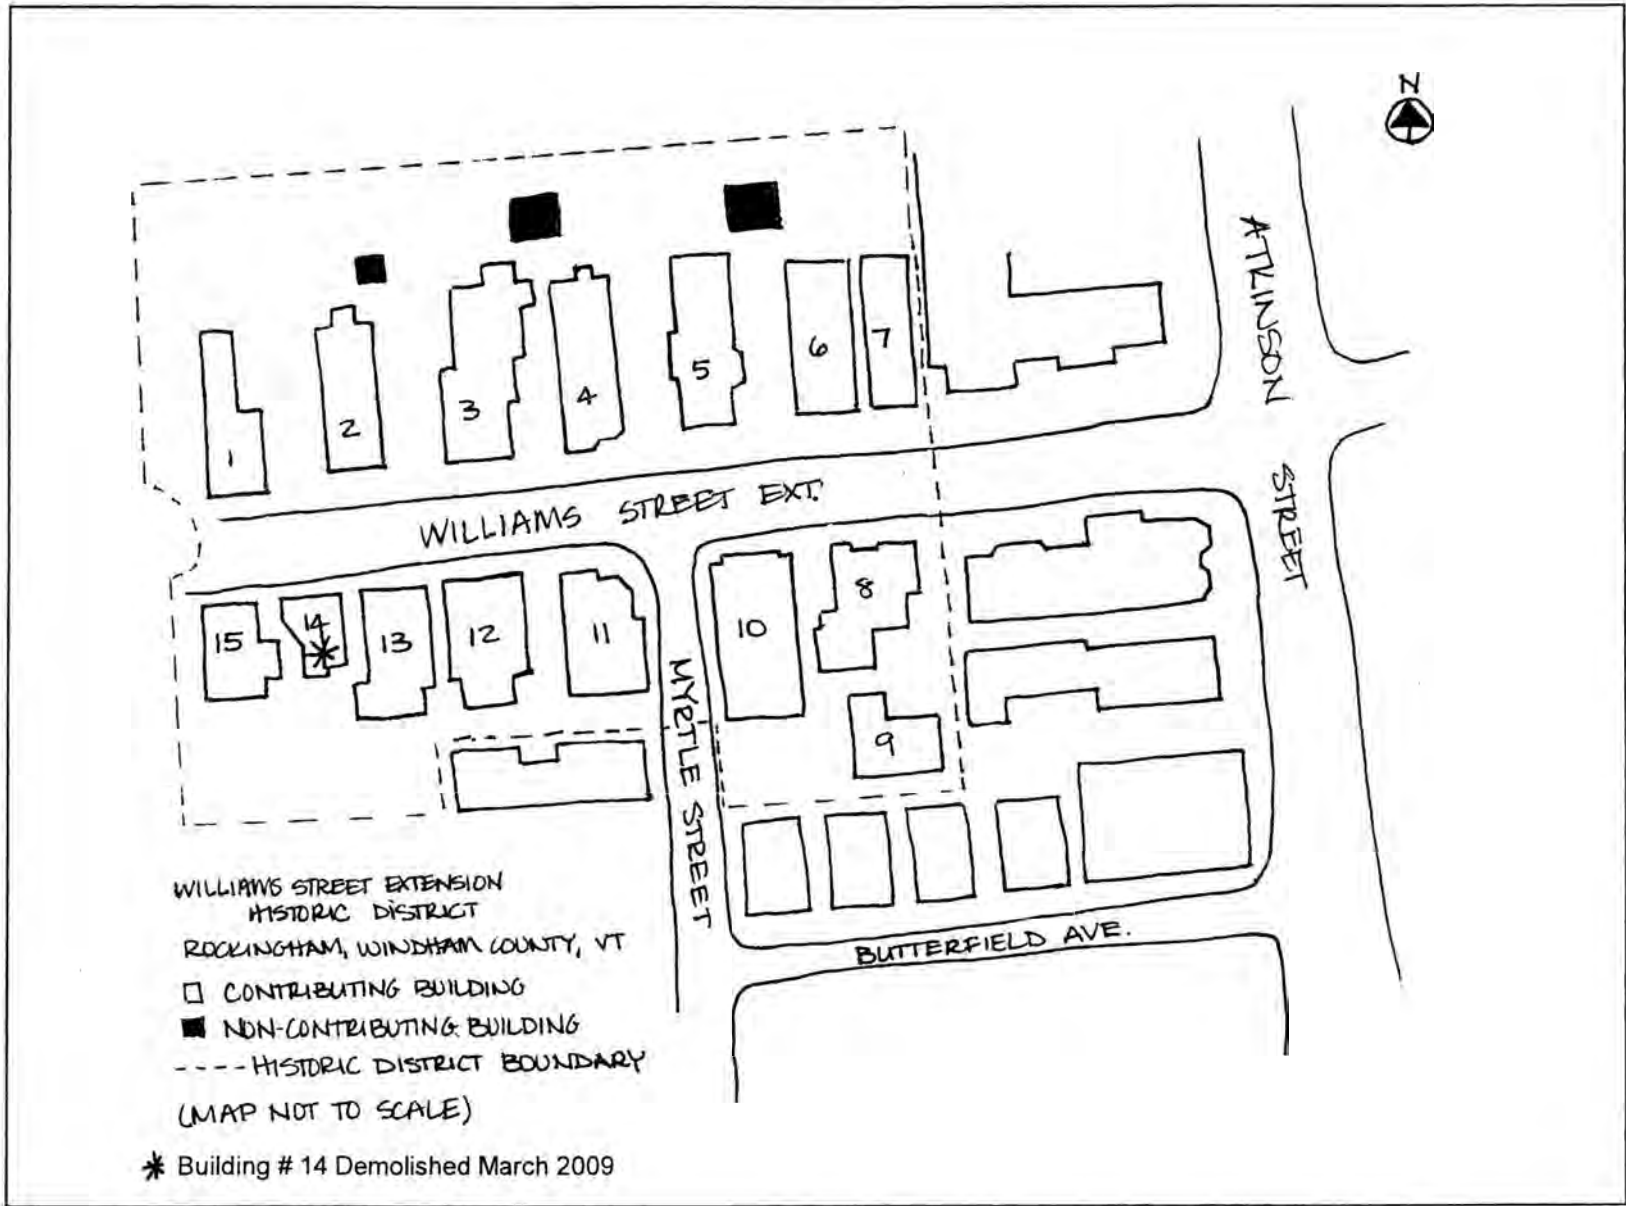 N
ATKINSON STREET
1
2
3
4
5
6
7
WILLIAMS STREET EXT.
15
14
13
12
11
10
8
9
MYRTLE STREET
BUTTERFIELD AVE.
WILLIAMS STREET EXTENSION
HISTORIC DISTRICT
ROCKINGHAM, WINDHAM COUNTY, VT
CONTRIBUTING BUILDING
NON-CONTRIBUTING BUILDING
HISTORIC DISTRICT BOUNDARY
(MAP NOT TO SCALE)
Building # 14 Demolished March 2009